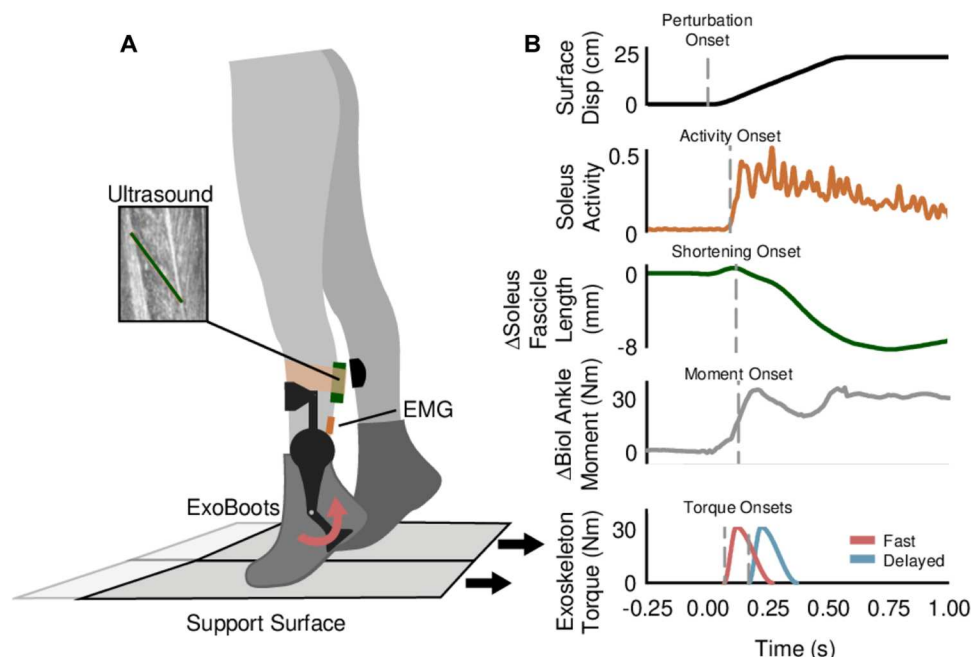 A
Ultrasound
EMG
ExoBoots
Support Surface
B
Perturbation
Onset
Surface
Disp (cm)
25
0
Activity Onset
Soleus
Activity
0.5
0
Shortening Onset
ΔSoleus
Fascicle
Length
(mm)
0
-8
Moment Onset
ΔBiol Ankle
Moment (Nm)
30
0
Torque Onsets
Exoskeleton
Torque (Nm)
30
0
Fast
Delayed
-0.25 0.00 0.25 0.50 0.75 1.00
Time (s)